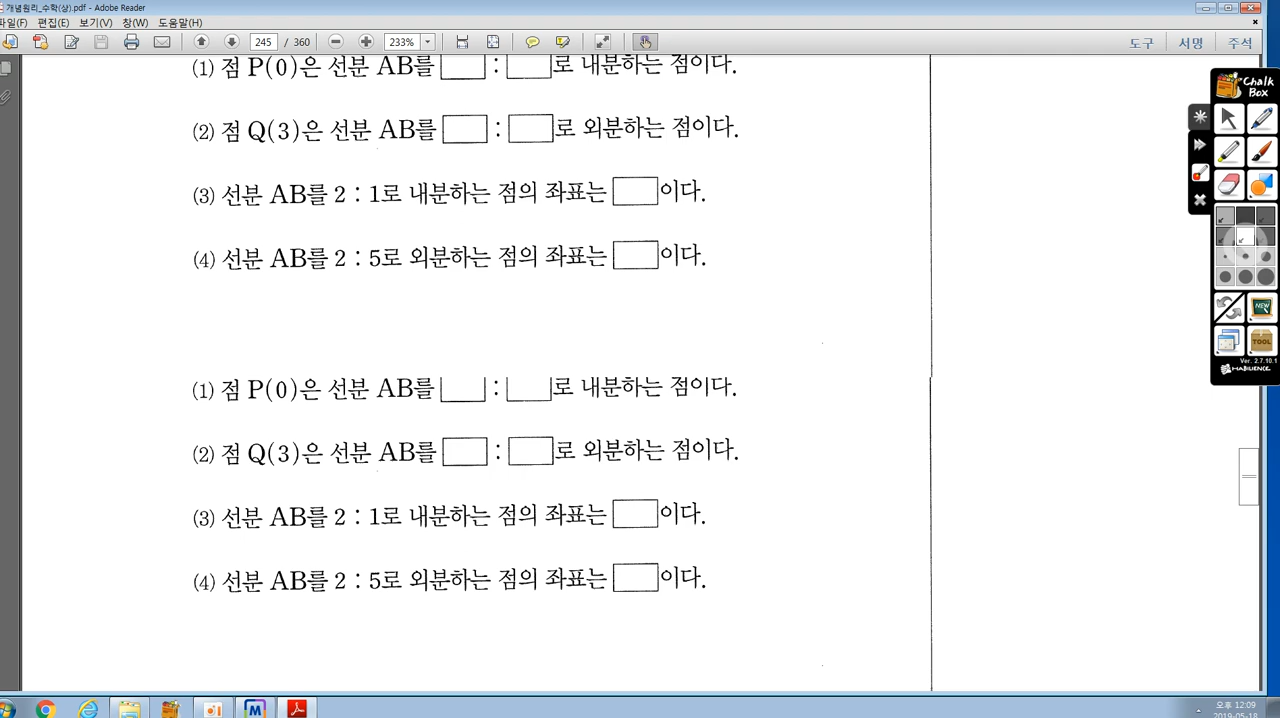 개념원리_수학(상).pdf - Adobe Reader
파일(F) 편집(E) 보기(V) 창(W) 도움말(H)
245 / 360 233% 도구 서명 주석
(1) 점 P(0)은 선분 AB를 : 로 내분하는 점이다.
(2) 점 Q(3)은 선분 AB를 : 로 외분하는 점이다.
(3) 선분 AB를 2 : 1로 내분하는 점의 좌표는 이다.
(4) 선분 AB를 2 : 5로 외분하는 점의 좌표는 이다.
(1) 점 P(0)은 선분 AB를 : 로 내분하는 점이다.
(2) 점 Q(3)은 선분 AB를 : 로 외분하는 점이다.
(3) 선분 AB를 2 : 1로 내분하는 점의 좌표는 이다.
(4) 선분 AB를 2 : 5로 외분하는 점의 좌표는 이다.
Chalk
Box
NEW
TOOL
Ver. 2.7.10.1
HABILIENCE
오후 12:09
2019-05-18